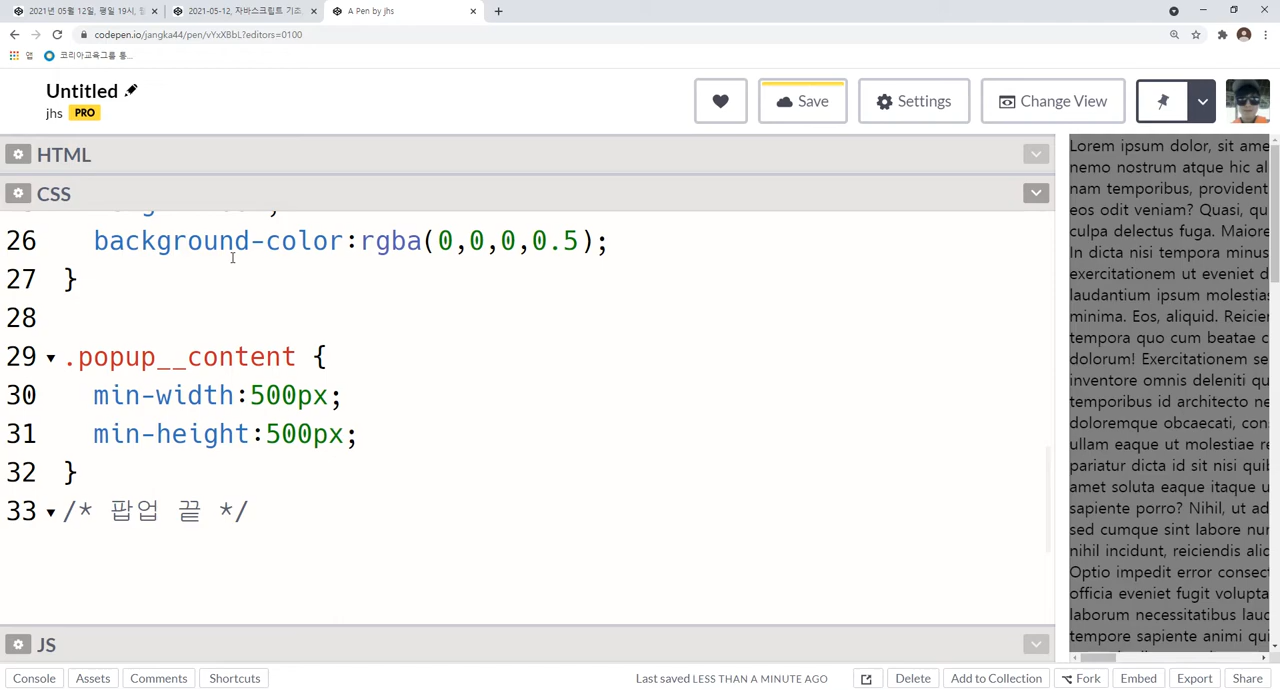 2021년 05월 12일, 평일 19시,
2021-05-12, 자바스크립트 기초
A Pen by jhs
codepen.io/jangka44/pen/vYxXBbL?editors=0100
앱
코리아교육그룹 통...
Untitled
jhs PRO
Save
Settings
Change View
HTML
CSS
26 background-color:rgba(0,0,0,0.5);
27 }
28
29 .popup__content {
30 min-width:500px;
31 min-height:500px;
32 }
33 /* 팝업 끝 */
JS
Lorem ipsum dolor, sit ame
nemo nostrum atque hic al
nam temporibus, provident
eos odit veniam? Quasi, qu
culpa delectus fuga. Maiore
In dicta nisi tempora minus
exercitationem ut eveniet d
laudantium ipsum molestias
minima. Eos, aliquid. Reicien
tempora quo cum beatae c
dolorum! Exercitationem se
inventore omnis deleniti qu
temporibus id architecto ne
doloremque obcaecati, con
ullam eaque ut molestiae re
pariatur dicta id sit nisi quib
amet soluta eaque itaque u
sapiente porro? Nihil, ut ad
sed cumque sint labore nu
nihil incidunt, reiciendis alic
Optio impedit error consect
officia eveniet fugit volupta
laborum necessitatibus laud
tempore sapiente animi qui
Console
Assets
Comments
Shortcuts
Last saved LESS THAN A MINUTE AGO
Delete
Add to Collection
Fork
Embed
Export
Share